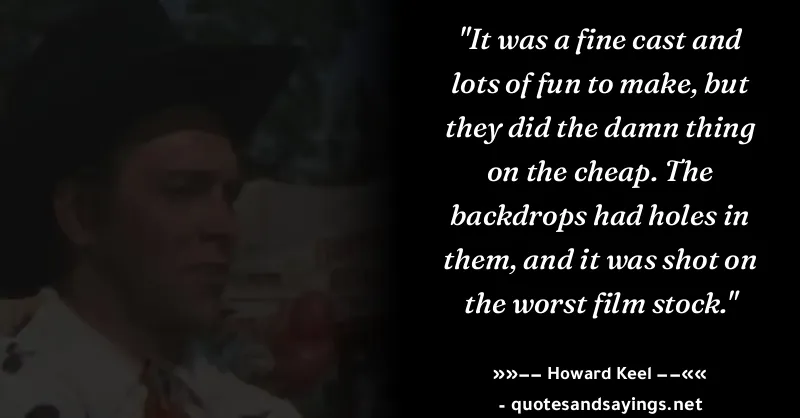 "It was a fine cast and
lots of fun to make, but
they did the damn thing
on the cheap. The
backdrops had holes in
them, and it was shot on
the worst film stock."
»»−− Howard Keel −−««
- quotesandsayings.net